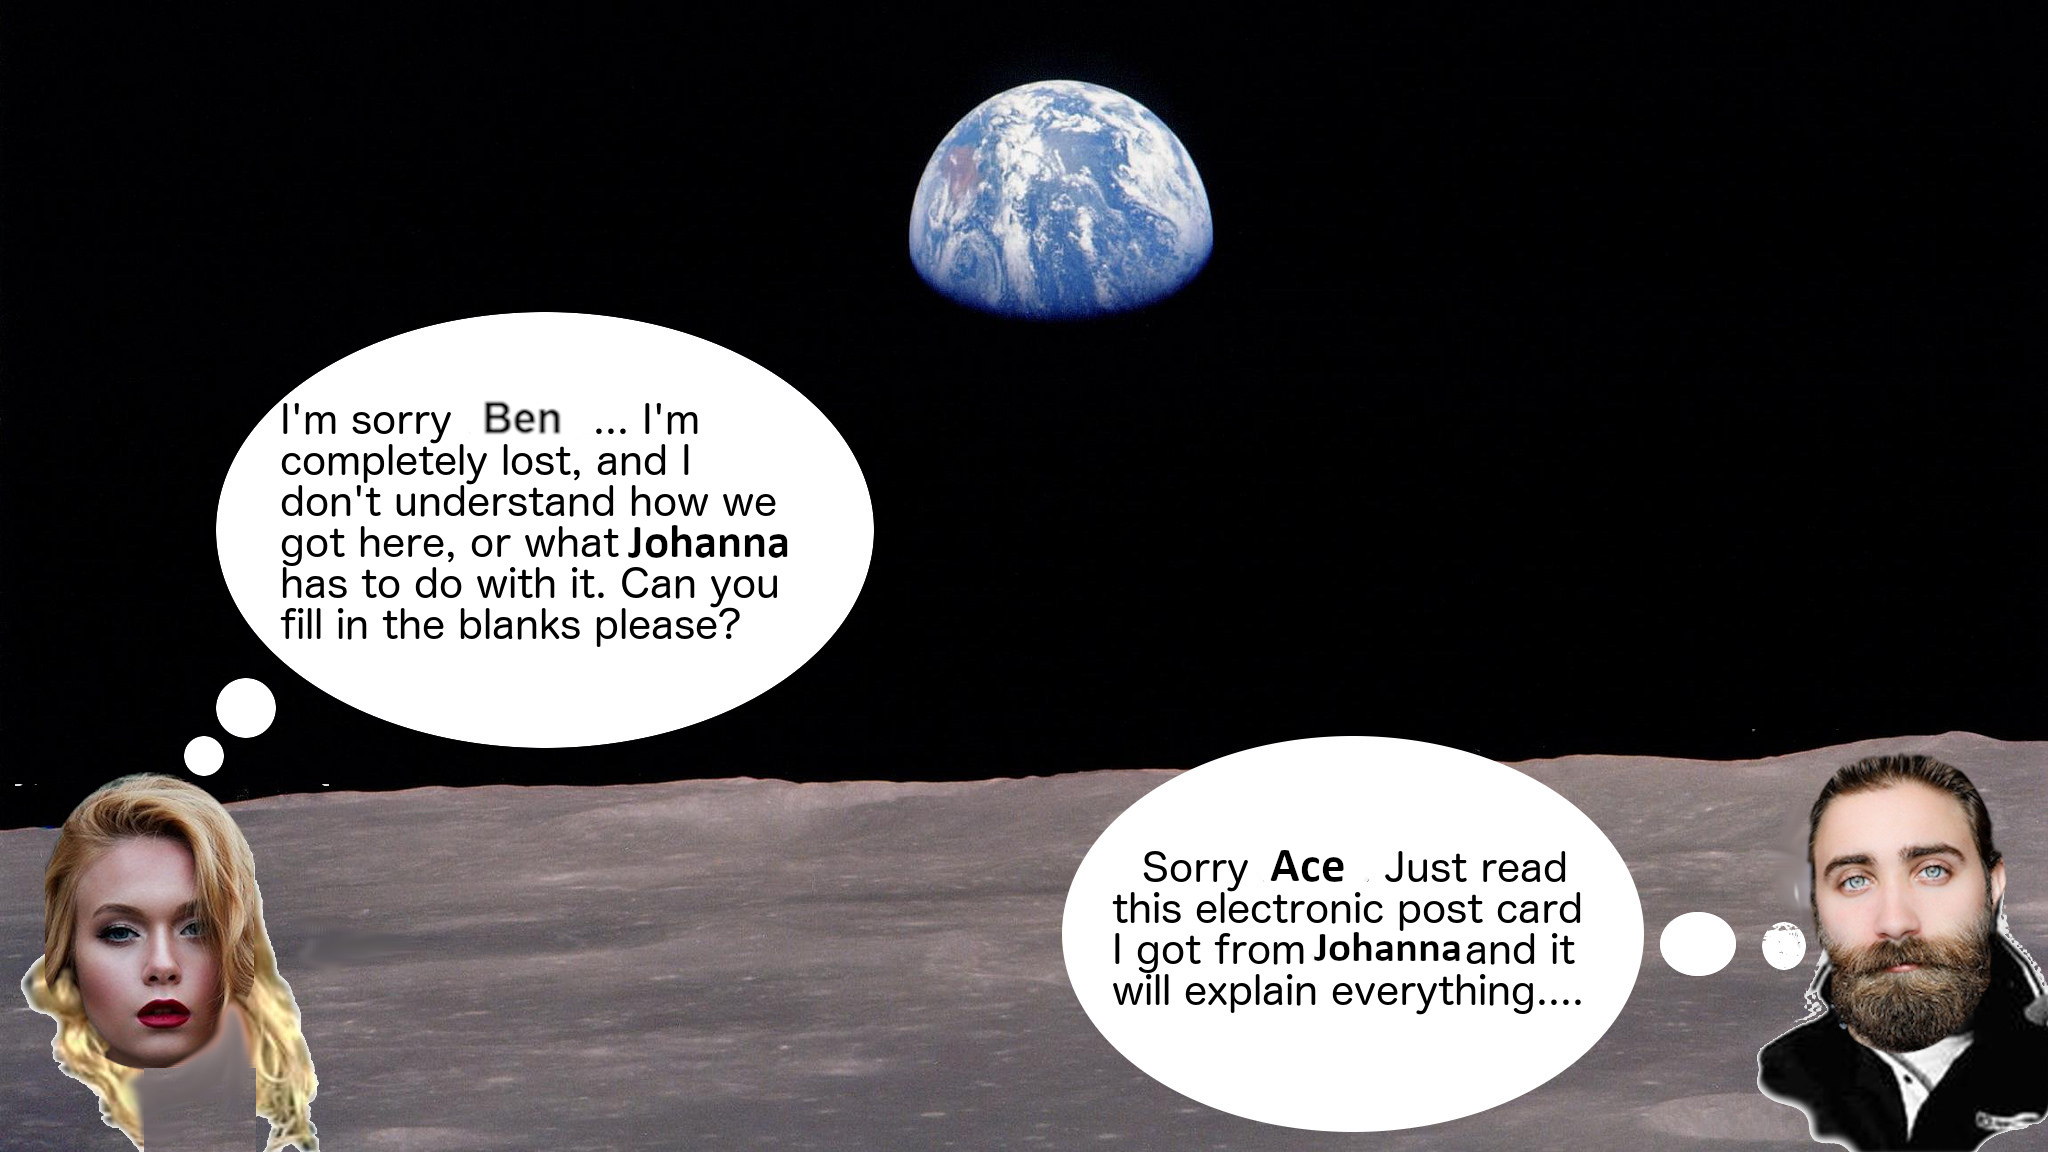 I'm sorry Ben ... I'm
completely lost, and I
don't understand how we
got here, or what Johanna
has to do with it. Can you
fill in the blanks please?
Sorry Ace . Just read
this electronic post card
I got from Johanna and it
will explain everything....